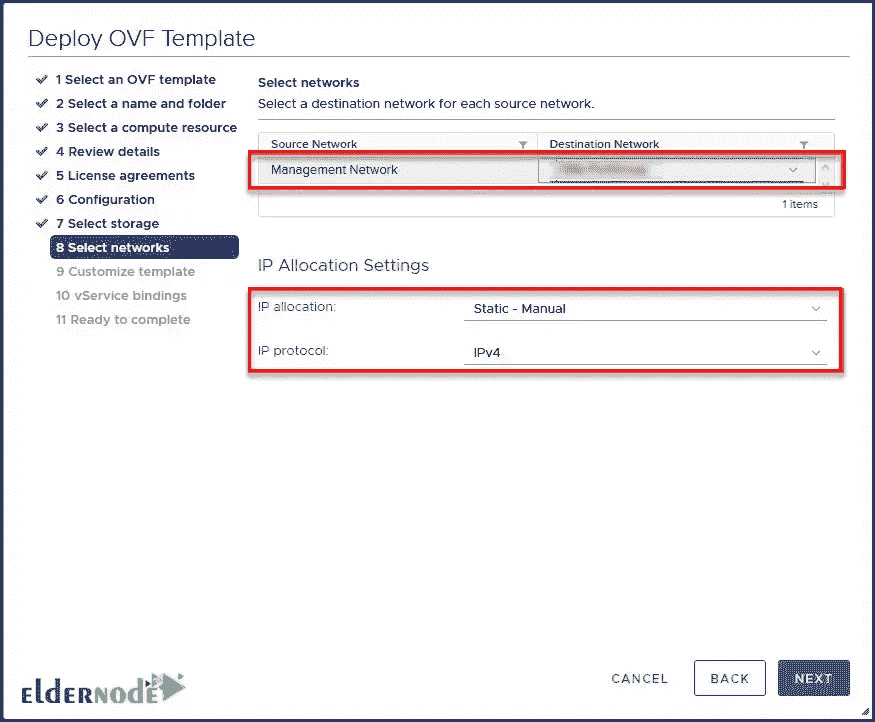 Deploy OVF Template
1 Select an OVF template
2 Select a name and folder
3 Select a compute resource
4 Review details
5 License agreements
6 Configuration
7 Select storage
8 Select networks
9 Customize template
10 vService bindings
11 Ready to complete
Select networks
Select a destination network for each source network.
Source Network Destination Network
Management Network
1 items
IP Allocation Settings
IP allocation: Static - Manual
IP protocol: IPv4
CANCEL BACK NEXT
elderNode